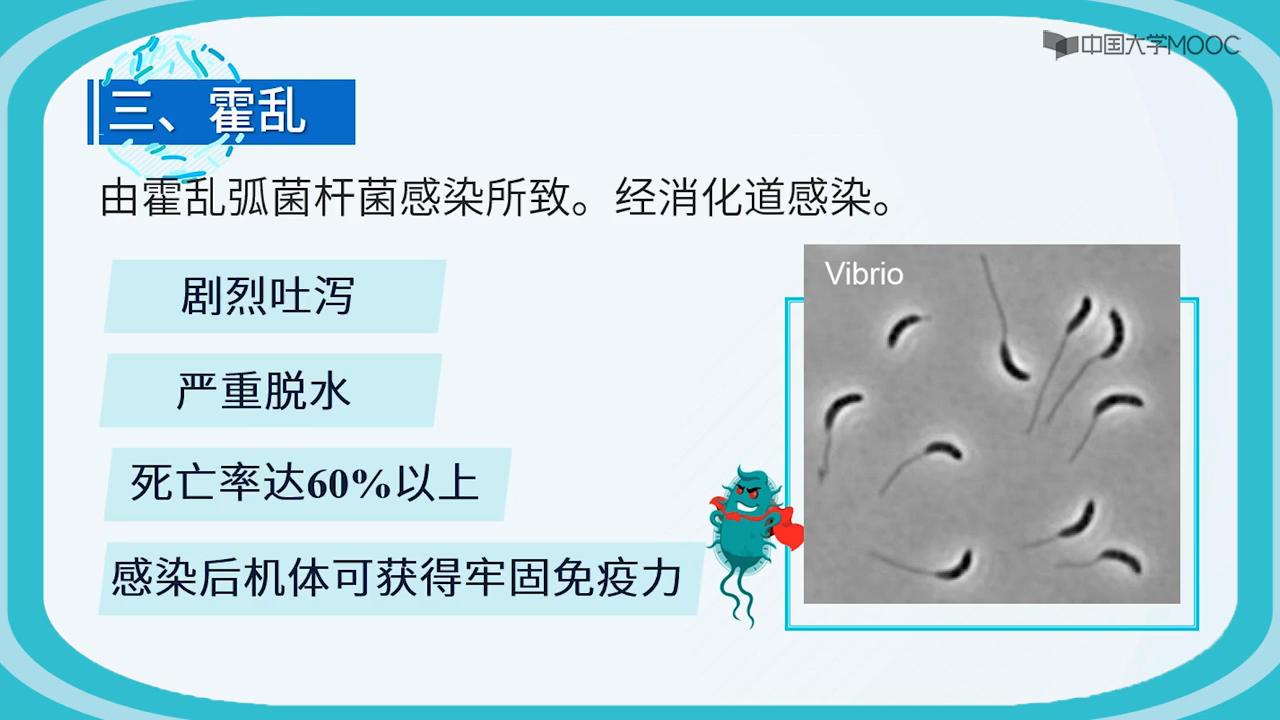 中国大学MOOC
三、霍乱
由霍乱弧菌杆菌感染所致。经消化道感染。
剧烈吐泻
严重脱水
死亡率达60%以上
感染后机体可获得牢固免疫力
Vibrio